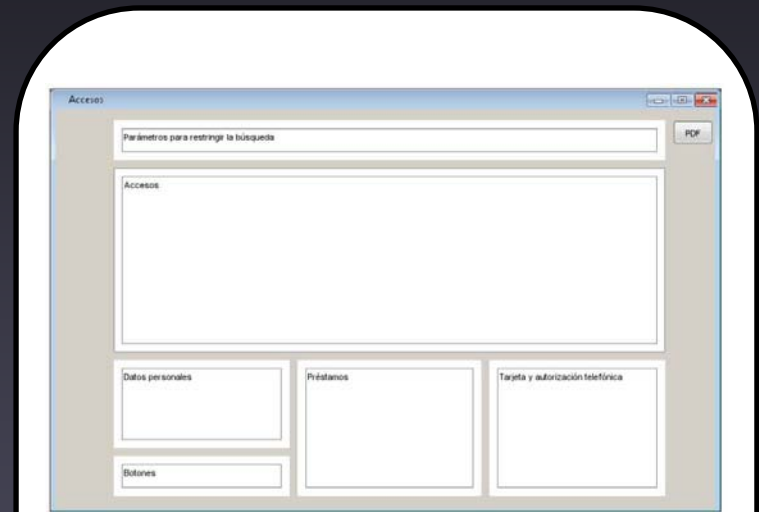 Accesos
Parámetros para restringir la búsqueda
PDF
Accesos
Datos personales
Préstamos
Tarjeta y autorización telefónica
Botones